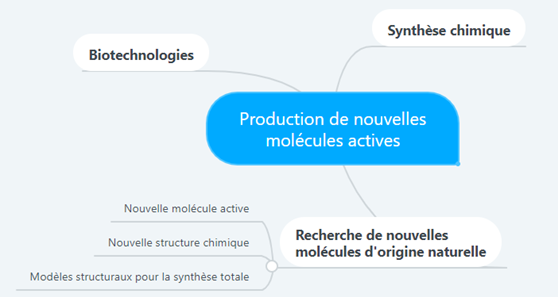 Synthèse chimique
Biotechnologies
Production de nouvelles
molécules actives
Nouvelle molécule active
Recherche de nouvelles
molécules d'origine naturelle
Nouvelle structure chimique
Modèles structuraux pour la synthèse totale